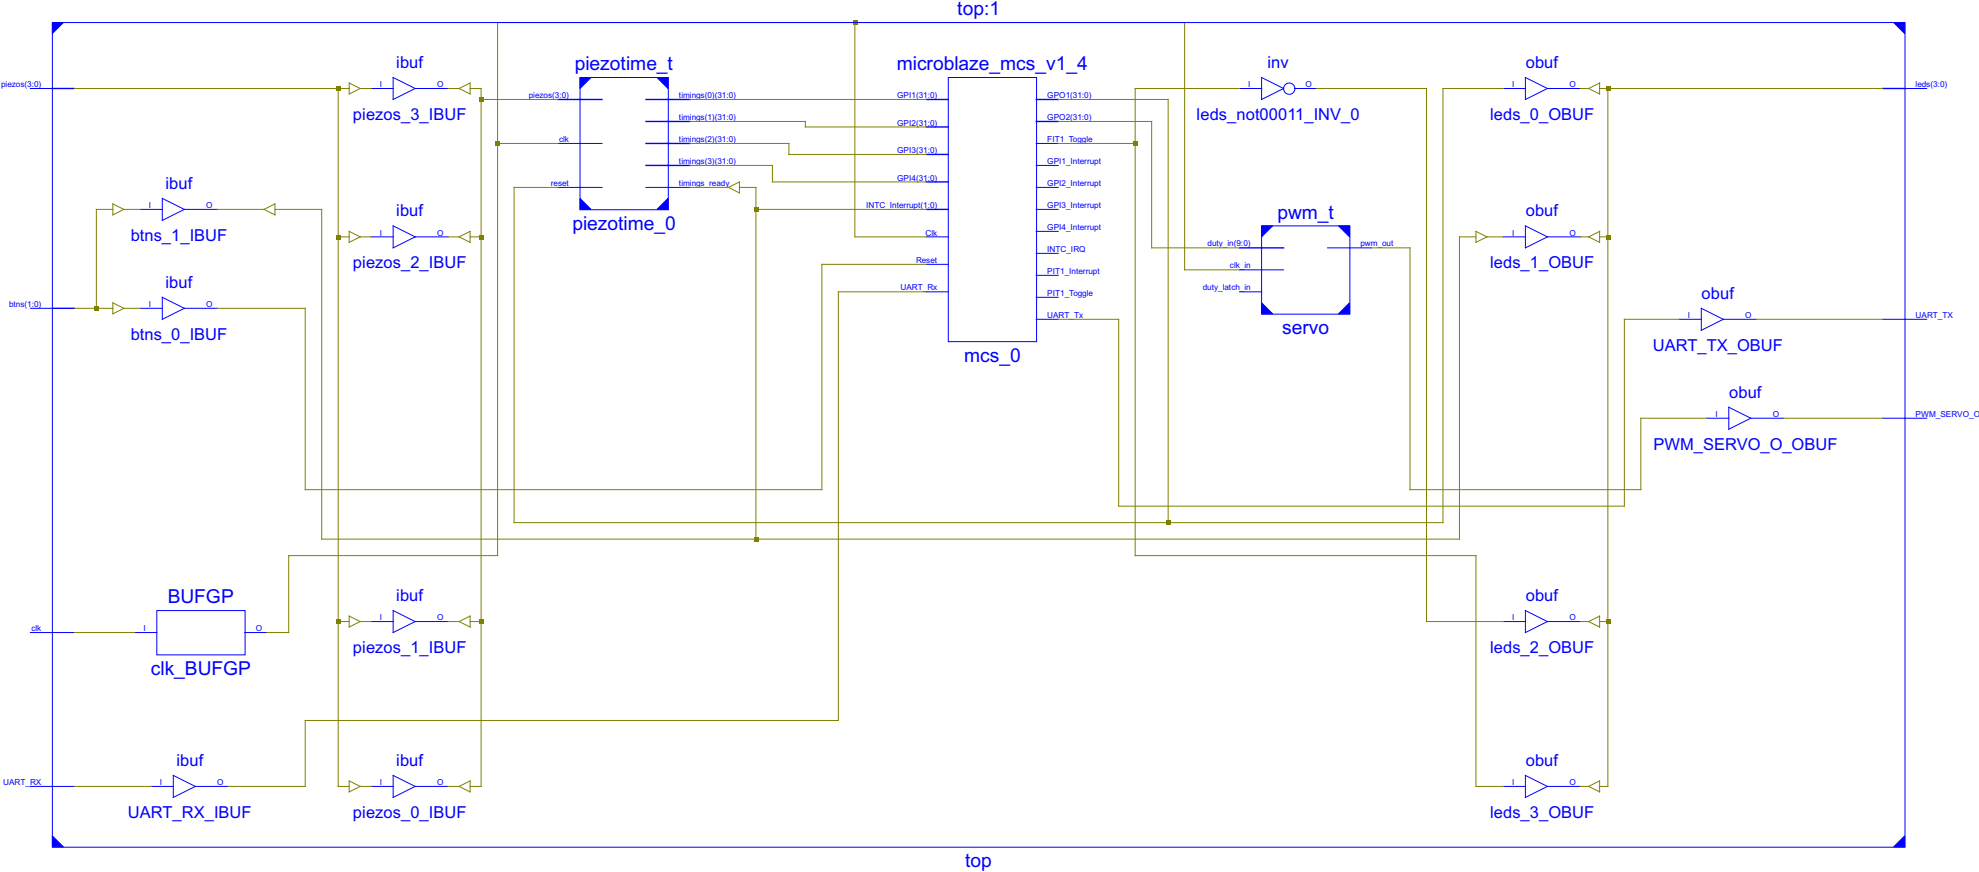 top:1
piezos(3:0)
ibuf
I
O
piezos_3_IBUF
piezotime_t
piezos(3:0)
clk
reset
timings(0)(31:0)
timings(1)(31:0)
timings(2)(31:0)
timings(3)(31:0)
timings_ready
piezotime_0
microblaze_mcs_v1_4
GPI1(31:0)
GPI2(31:0)
GPI3(31:0)
GPI4(31:0)
INTC_Interrupt(1:0)
Clk
Reset
UART_Rx
GPO1(31:0)
GPO2(31:0)
FIT1_Toggle
GPI1_Interrupt
GPI2_Interrupt
GPI3_Interrupt
GPI4_Interrupt
INTC_IRQ
PIT1_Interrupt
PIT1_Toggle
UART_Tx
mcs_0
inv
I
O
leds_not00011_INV_0
obuf
I
O
leds_0_OBUF
leds(3:0)
ibuf
I
O
btns_1_IBUF
ibuf
I
O
piezos_2_IBUF
pwm_t
duty_in(9:0)
clk_in
duty_latch_in
pwm_out
servo
obuf
I
O
leds_1_OBUF
btns(1:0)
ibuf
I
O
btns_0_IBUF
obuf
I
O
UART_TX_OBUF
UART_TX
obuf
I
O
PWM_SERVO_O_OBUF
PWM_SERVO_O
clk
BUFGP
I
O
clk_BUFGP
ibuf
I
O
piezos_1_IBUF
obuf
I
O
leds_2_OBUF
UART_RX
ibuf
I
O
UART_RX_IBUF
ibuf
I
O
piezos_0_IBUF
obuf
I
O
leds_3_OBUF
top